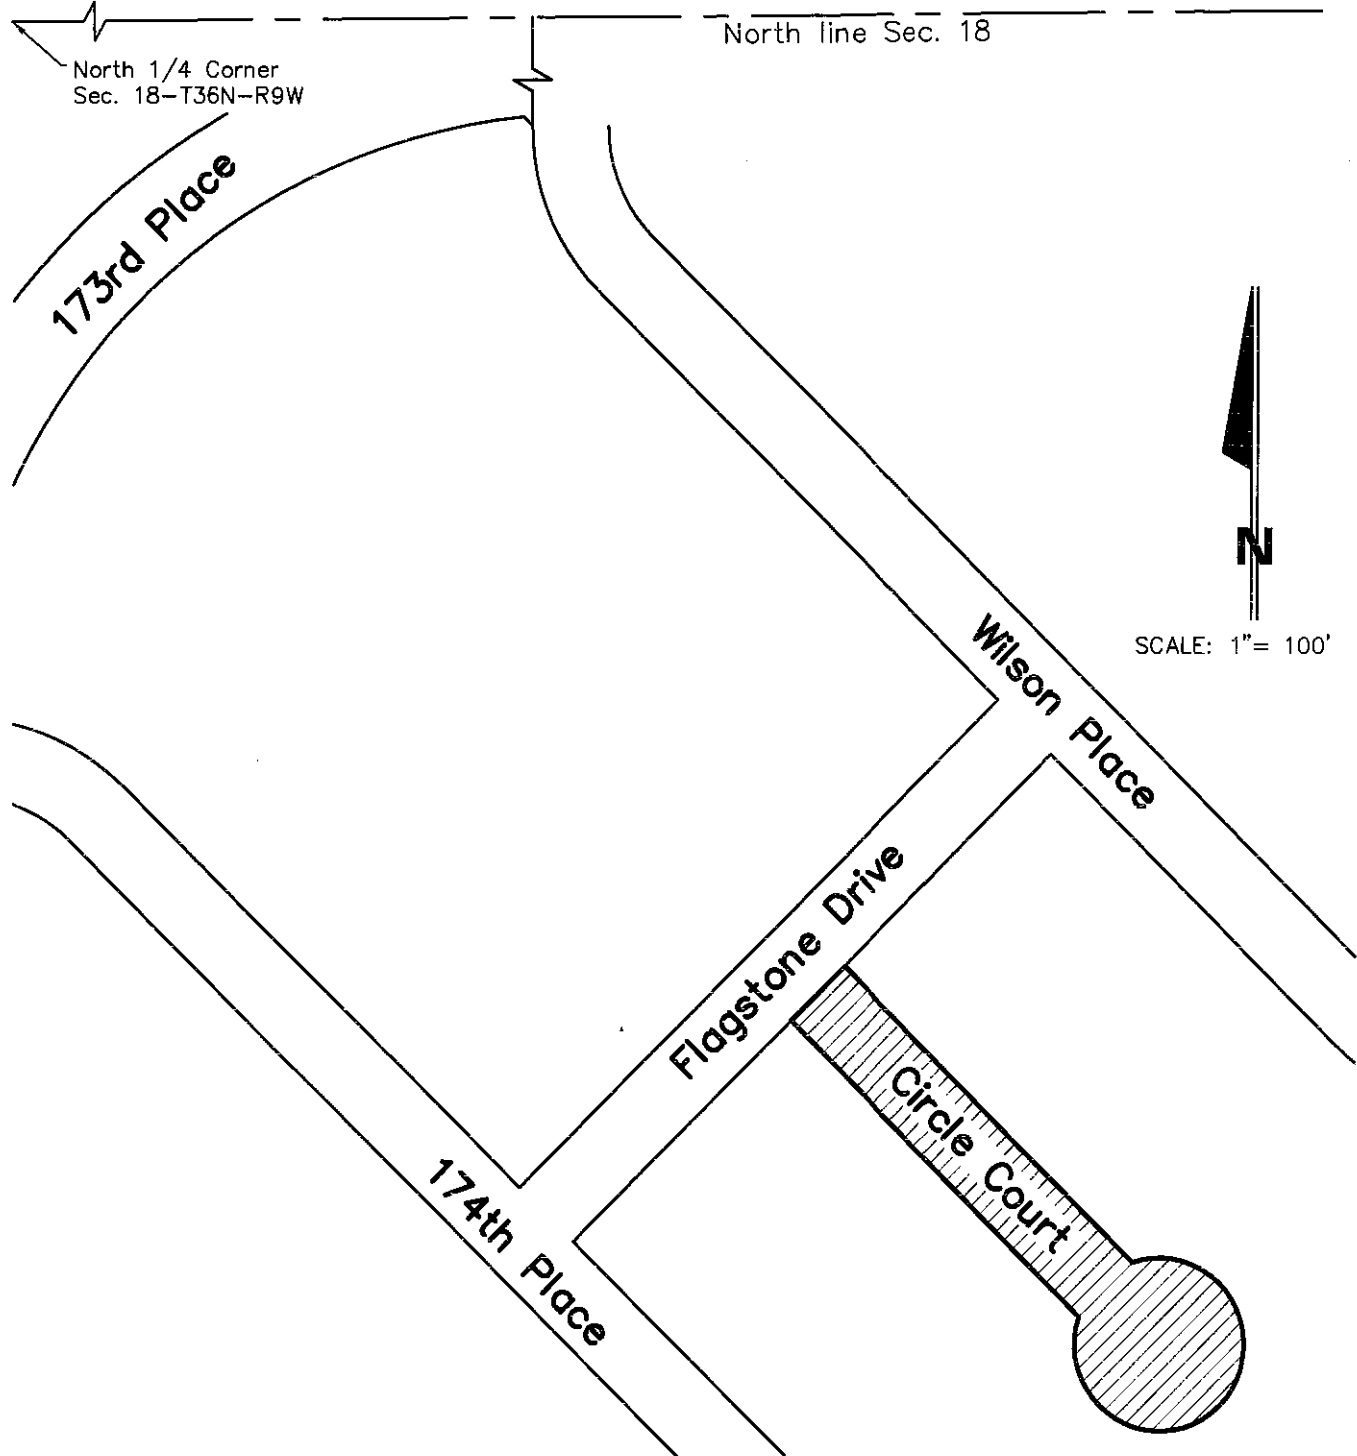 North line Sec. 18
North 1/4 Corner
Sec. 18-T36N-R9W
173rd Place
N
SCALE: 1"= 100'
Wilson Place
Flagstone Drive
Circle Court
174th Place